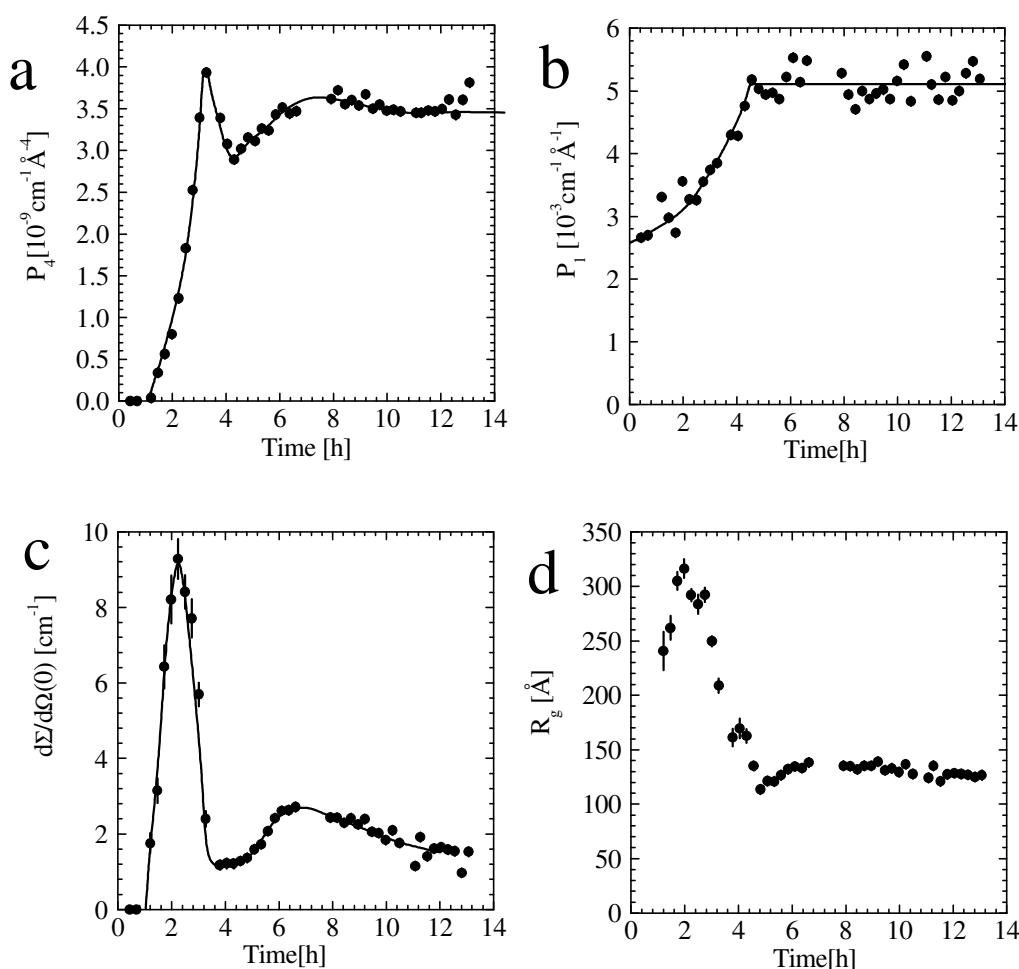 a
P4[10-9cm-1Å-4]
4.5
4.0
3.5
3.0
2.5
2.0
1.5
1.0
0.5
0.0
0 2 4 6 8 10 12 14
Time [h]
b
P1 [10-3cm-1Å-1]
6
5
4
3
2
1
0
0 2 4 6 8 10 12 14
Time[h]
c
dΣ/dΩ(0) [cm-1]
10
8
6
4
2
0
0 2 4 6 8 10 12 14
Time[h]
d
Rg [Å]
350
300
250
200
150
100
50
0
0 2 4 6 8 10 12 14
Time[h]